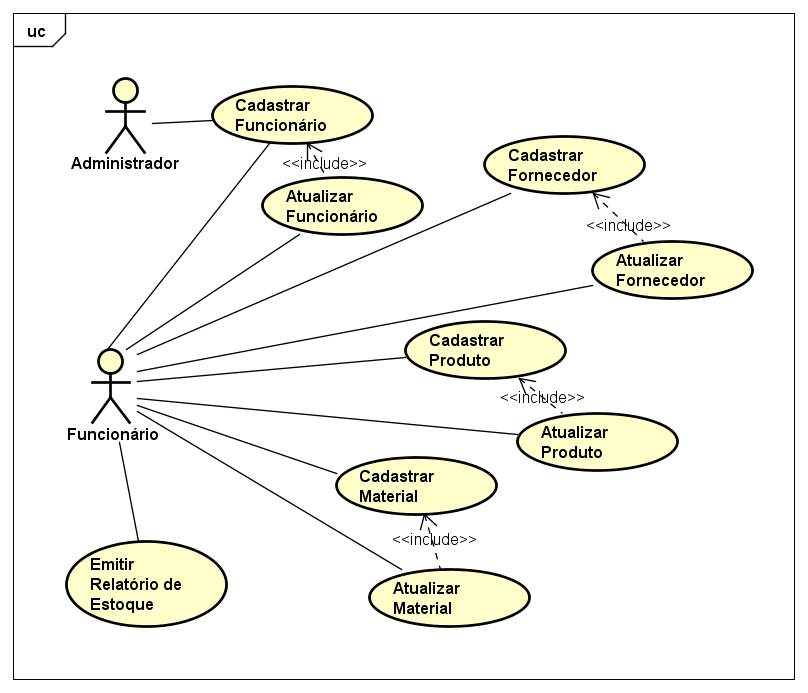 uc
Cadastrar
Funcionário
Administrador
<<include>>
Cadastrar
Fornecedor
Atualizar
Funcionário
<<include>>
Atualizar
Fornecedor
Cadastrar
Produto
<<include>>
Funcionário
Atualizar
Produto
Cadastrar
Material
<<include>>
Emitir
Relatório de
Estoque
Atualizar
Material